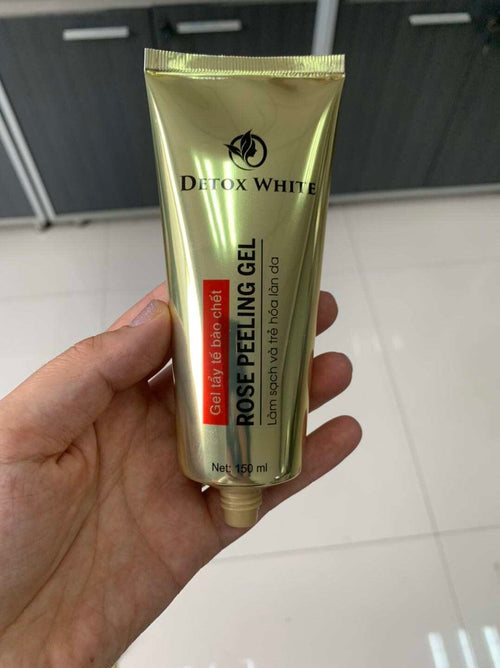 DETOX WHITE
Gel tẩy tế bào chết
ROSE PEELING GEL
Làm sạch và trẻ hóa làn da
Net: 150 ml